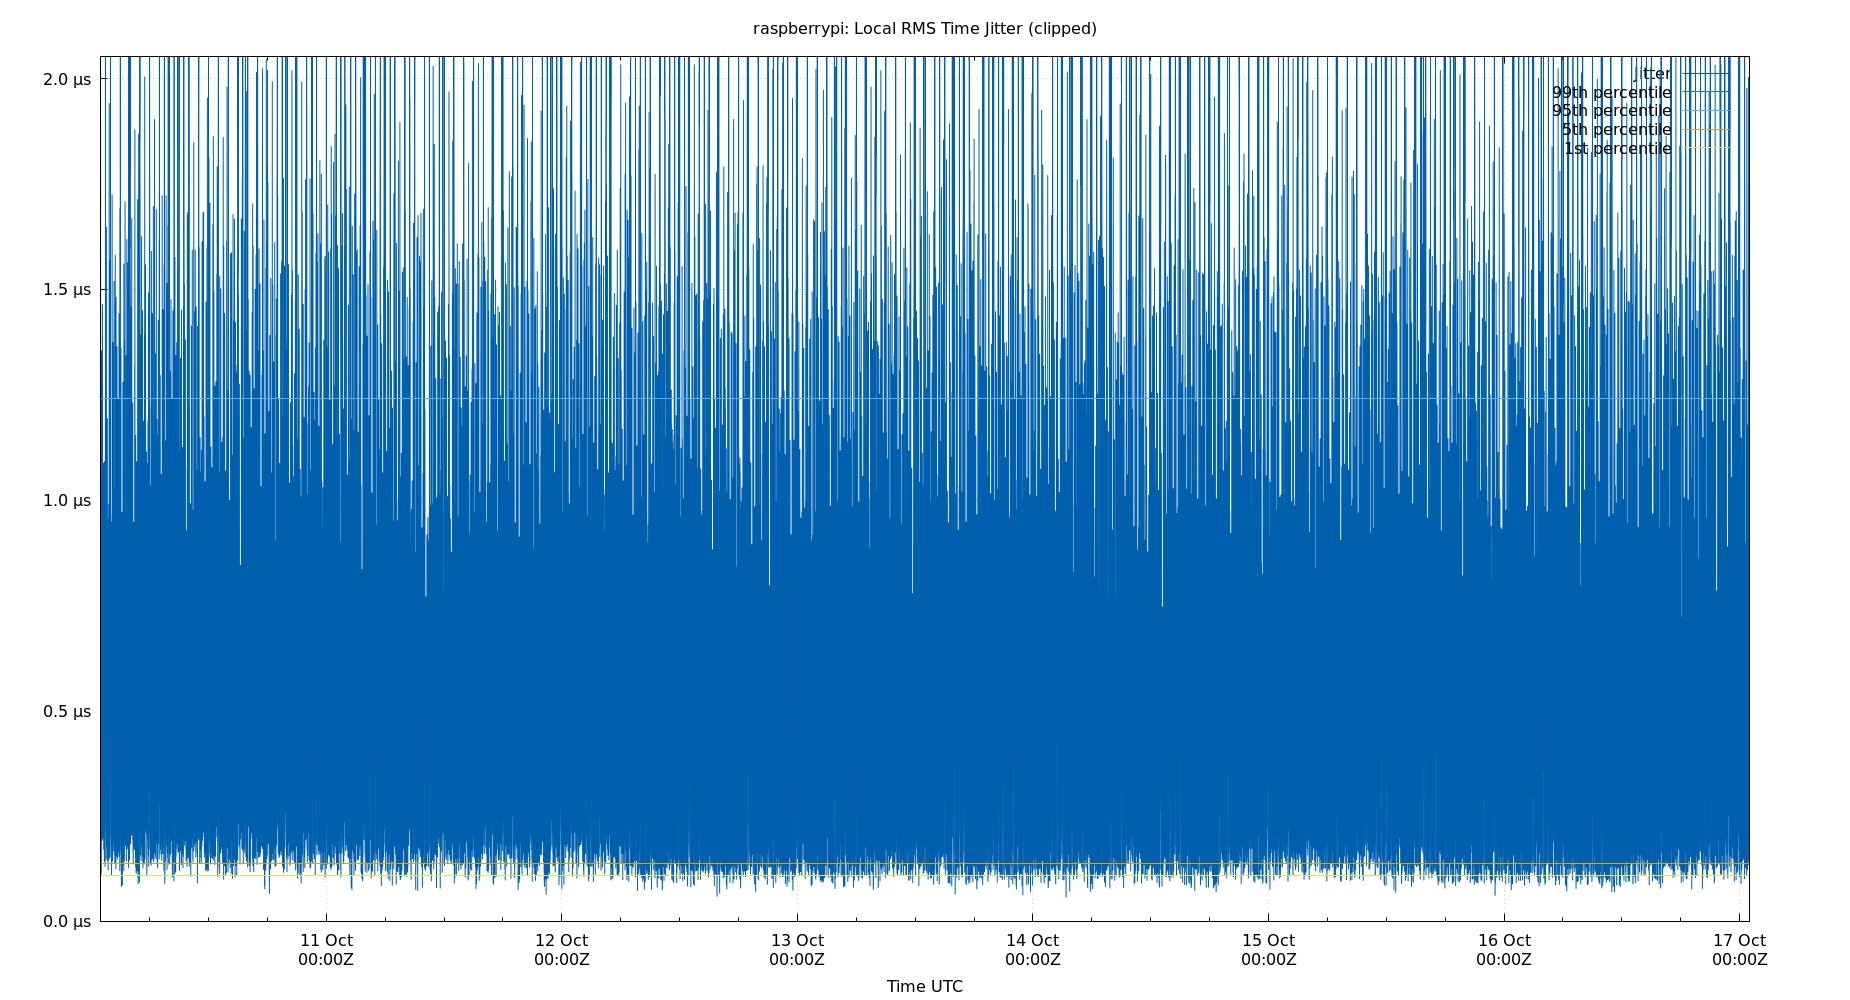 raspberrypi: Local RMS Time Jitter (clipped)
2.0 µs
1.5 µs
1.0 µs
0.5 µs
0.0 µs
jitter
99th percentile
95th percentile
5th percentile
1st percentile
11 Oct
00:00Z
12 Oct
00:00Z
13 Oct
00:00Z
14 Oct
00:00Z
15 Oct
00:00Z
16 Oct
00:00Z
17 Oct
00:00Z
Time UTC